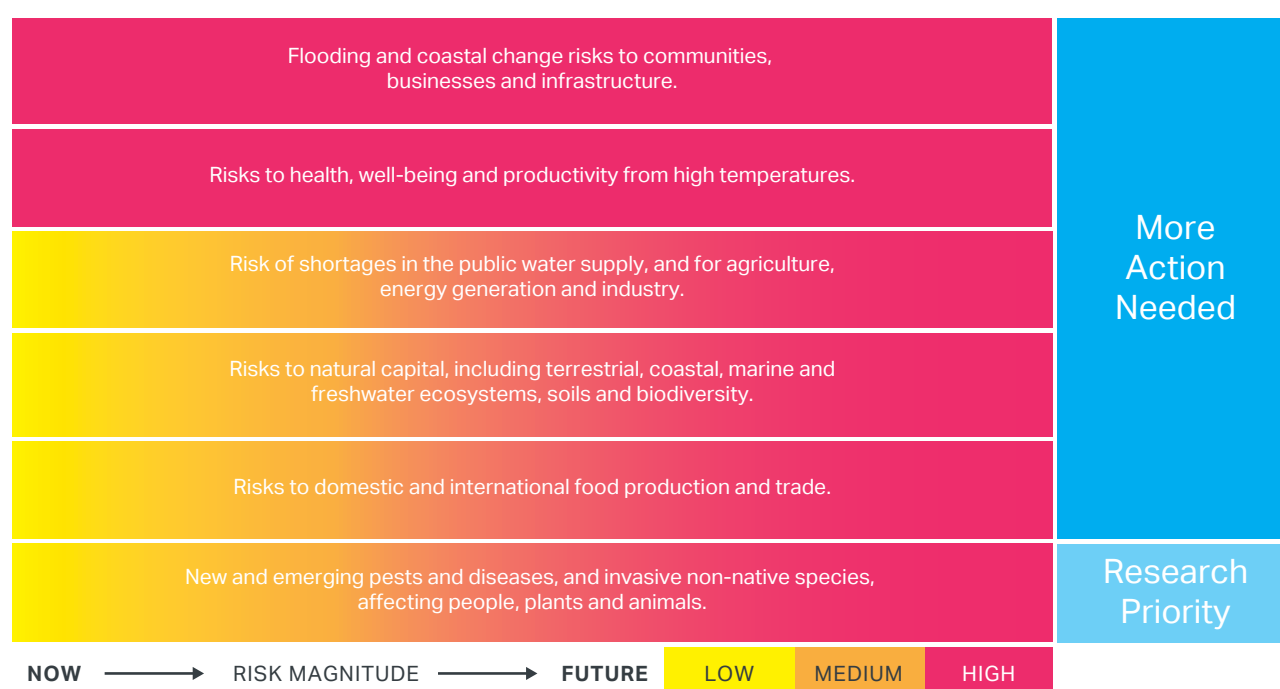 Flooding and coastal change risks to communities,
businesses and infrastructure.
Risks to health, well-being and productivity from high temperatures.
Risk of shortages in the public water supply, and for agriculture,
energy generation and industry.
Risks to natural capital, including terrestrial, coastal, marine and
freshwater ecosystems, soils and biodiversity.
Risks to domestic and international food production and trade.
More
Action
Needed
New and emerging pests and diseases, and invasive non-native species,
affecting people, plants and animals.
Research
Priority
NOW RISK MAGNITUDE FUTURE LOW MEDIUM HIGH